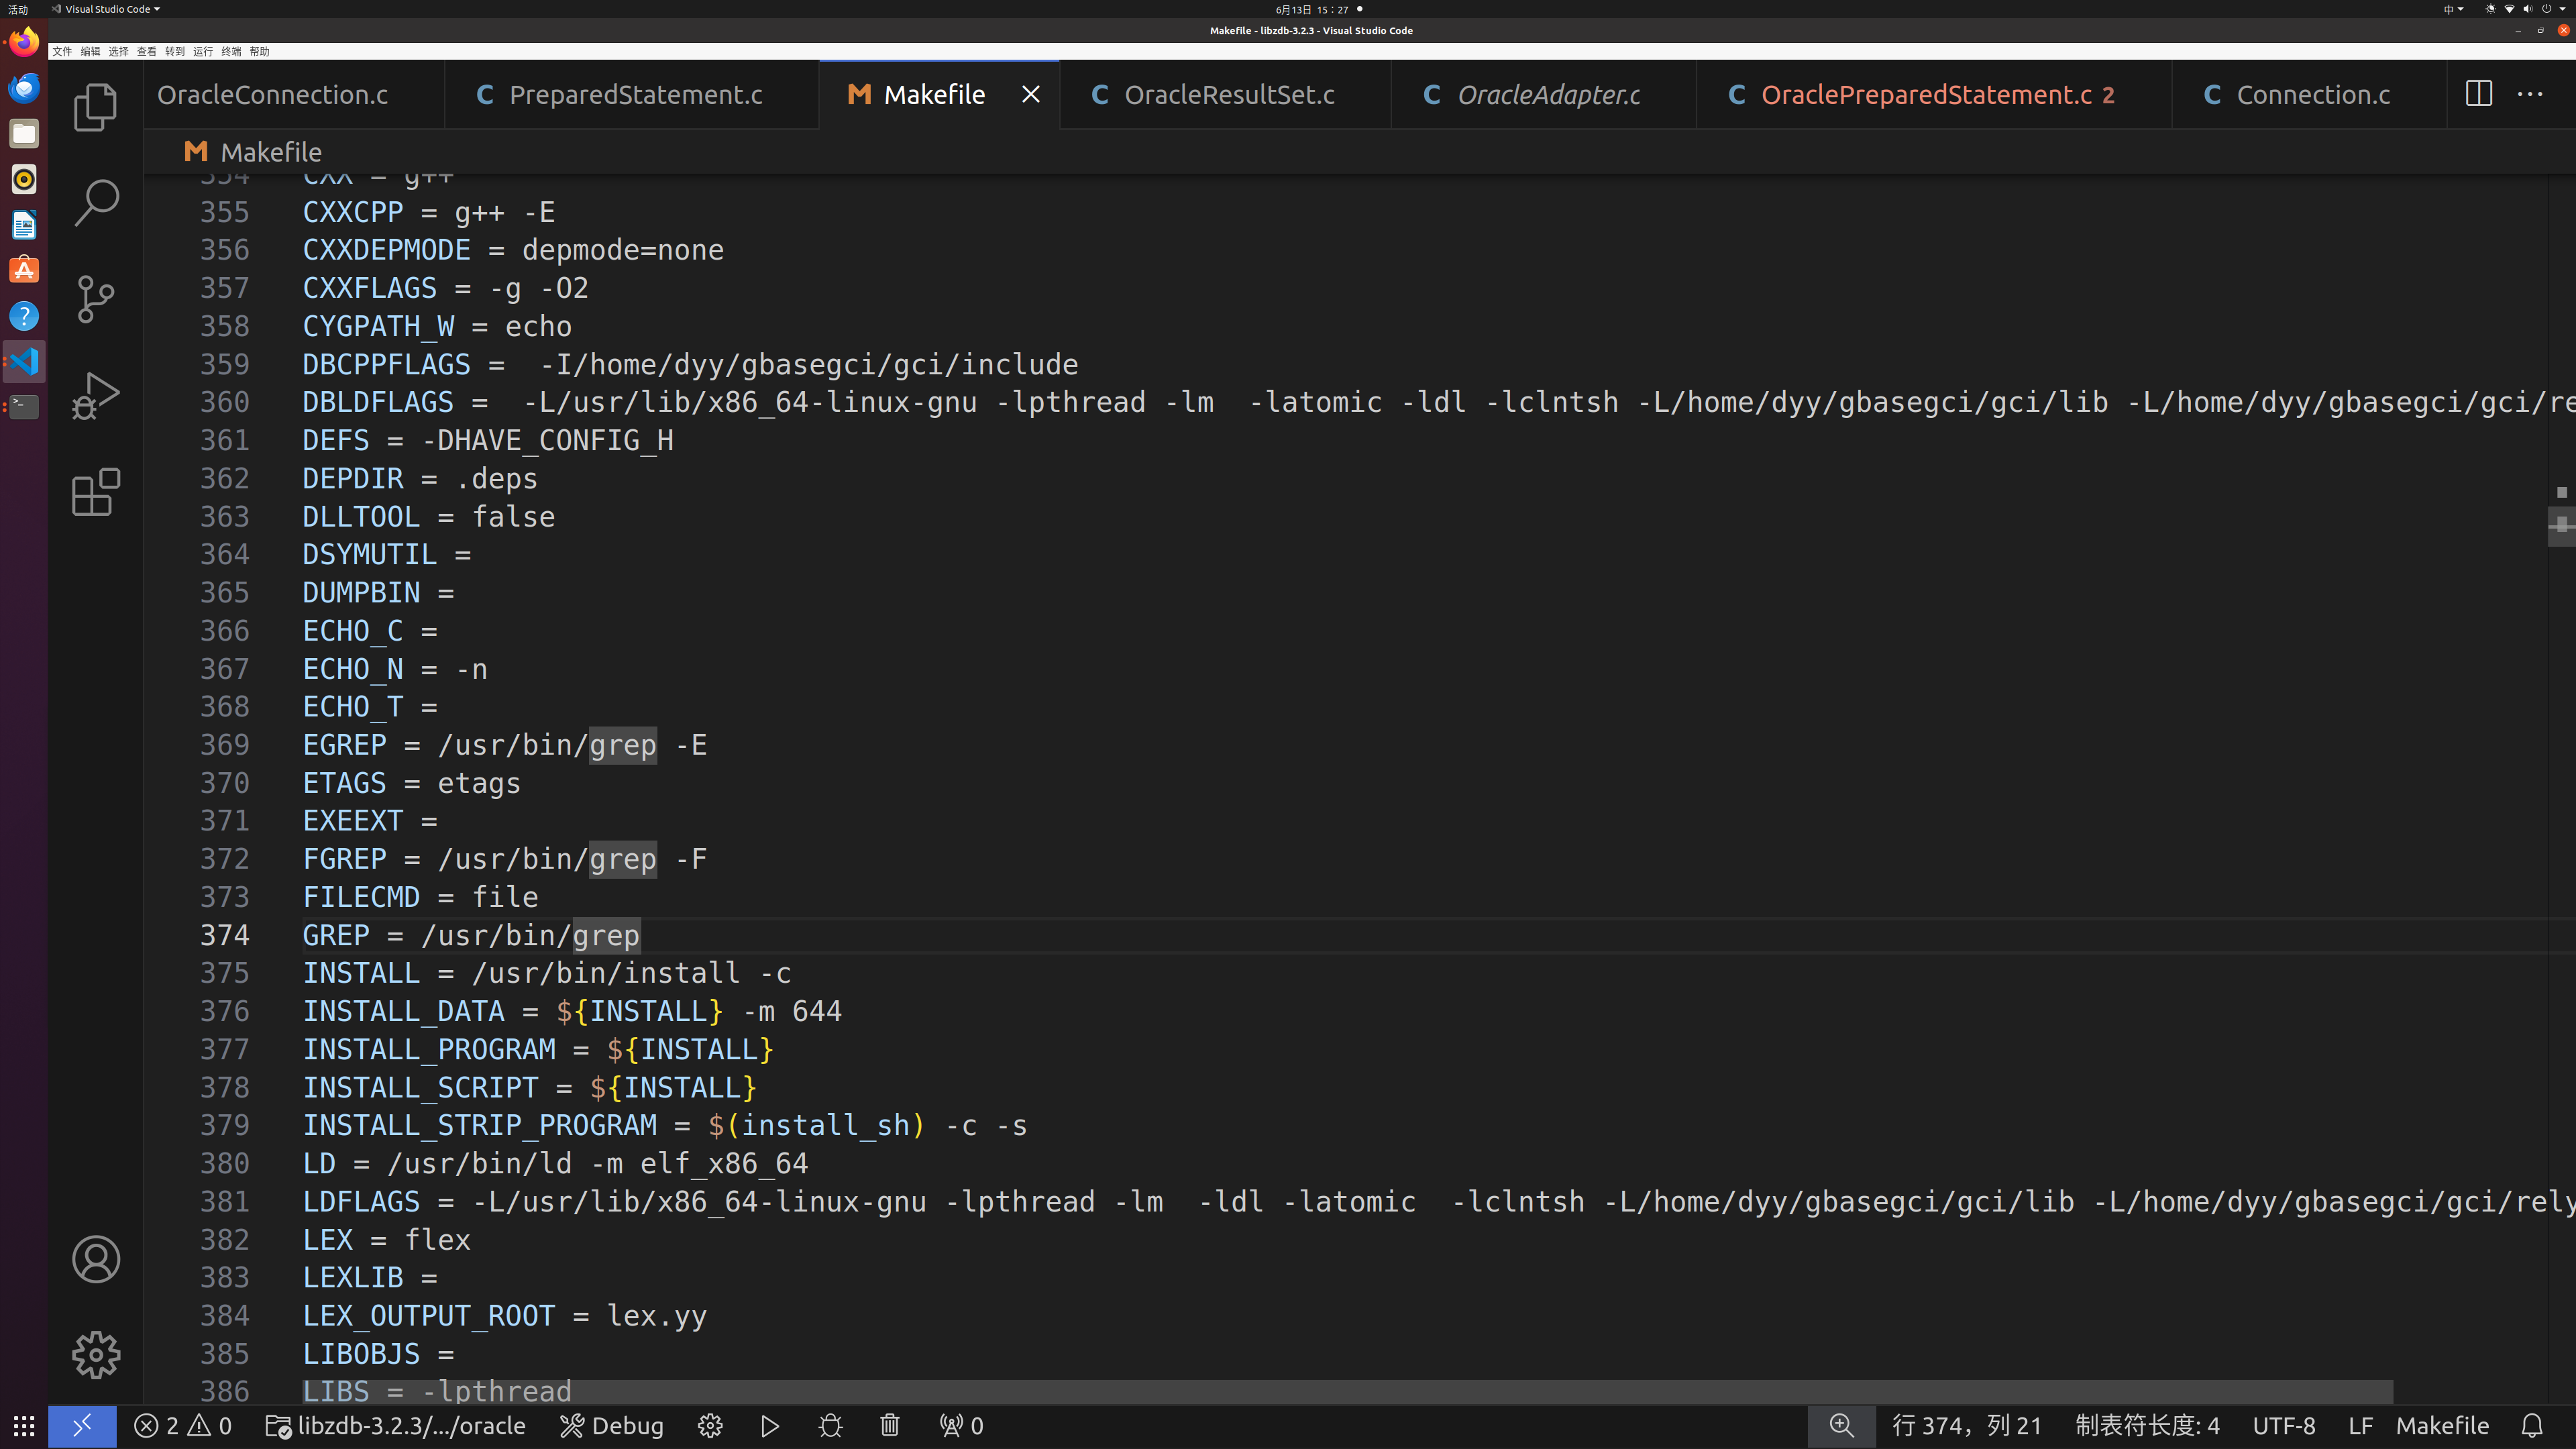 活动 Visual Studio Code 6月13日 15：27 中
Makefile - libzdb-3.2.3 - Visual Studio Code
文件 编辑 选择 查看 转到 运行 终端 帮助
OracleConnection.c C PreparedStatement.c M Makefile C OracleResultSet.c C OracleAdapter.c C OraclePreparedStatement.c 2 C Connection.c
M Makefile
354 CXX = g++
355 CXXCPP = g++ -E
356 CXXDEPMODE = depmode=none
357 CXXFLAGS = -g -O2
358 CYGPATH_W = echo
359 DBCPPFLAGS =  -I/home/dyy/gbasegci/gci/include
360 DBLDFLAGS =  -L/usr/lib/x86_64-linux-gnu -lpthread -lm  -latomic -ldl -lclntsh -L/home/dyy/gbasegci/gci/lib -L/home/dyy/gbasegci/gci/re
361 DEFS = -DHAVE_CONFIG_H
362 DEPDIR = .deps
363 DLLTOOL = false
364 DSYMUTIL =
365 DUMPBIN =
366 ECHO_C =
367 ECHO_N = -n
368 ECHO_T =
369 EGREP = /usr/bin/grep -E
370 ETAGS = etags
371 EXEEXT =
372 FGREP = /usr/bin/grep -F
373 FILECMD = file
374 GREP = /usr/bin/grep
375 INSTALL = /usr/bin/install -c
376 INSTALL_DATA = ${INSTALL} -m 644
377 INSTALL_PROGRAM = ${INSTALL}
378 INSTALL_SCRIPT = ${INSTALL}
379 INSTALL_STRIP_PROGRAM = $(install_sh) -c -s
380 LD = /usr/bin/ld -m elf_x86_64
381 LDFLAGS = -L/usr/lib/x86_64-linux-gnu -lpthread -lm  -ldl -latomic  -lclntsh -L/home/dyy/gbasegci/gci/lib -L/home/dyy/gbasegci/gci/rely
382 LEX = flex
383 LEXLIB =
384 LEX_OUTPUT_ROOT = lex.yy
385 LIBOBJS =
386 LIBS = -lpthread
2 0 libzdb-3.2.3/.../oracle Debug 0 行 374，列 21 制表符长度: 4 UTF-8 LF Makefile